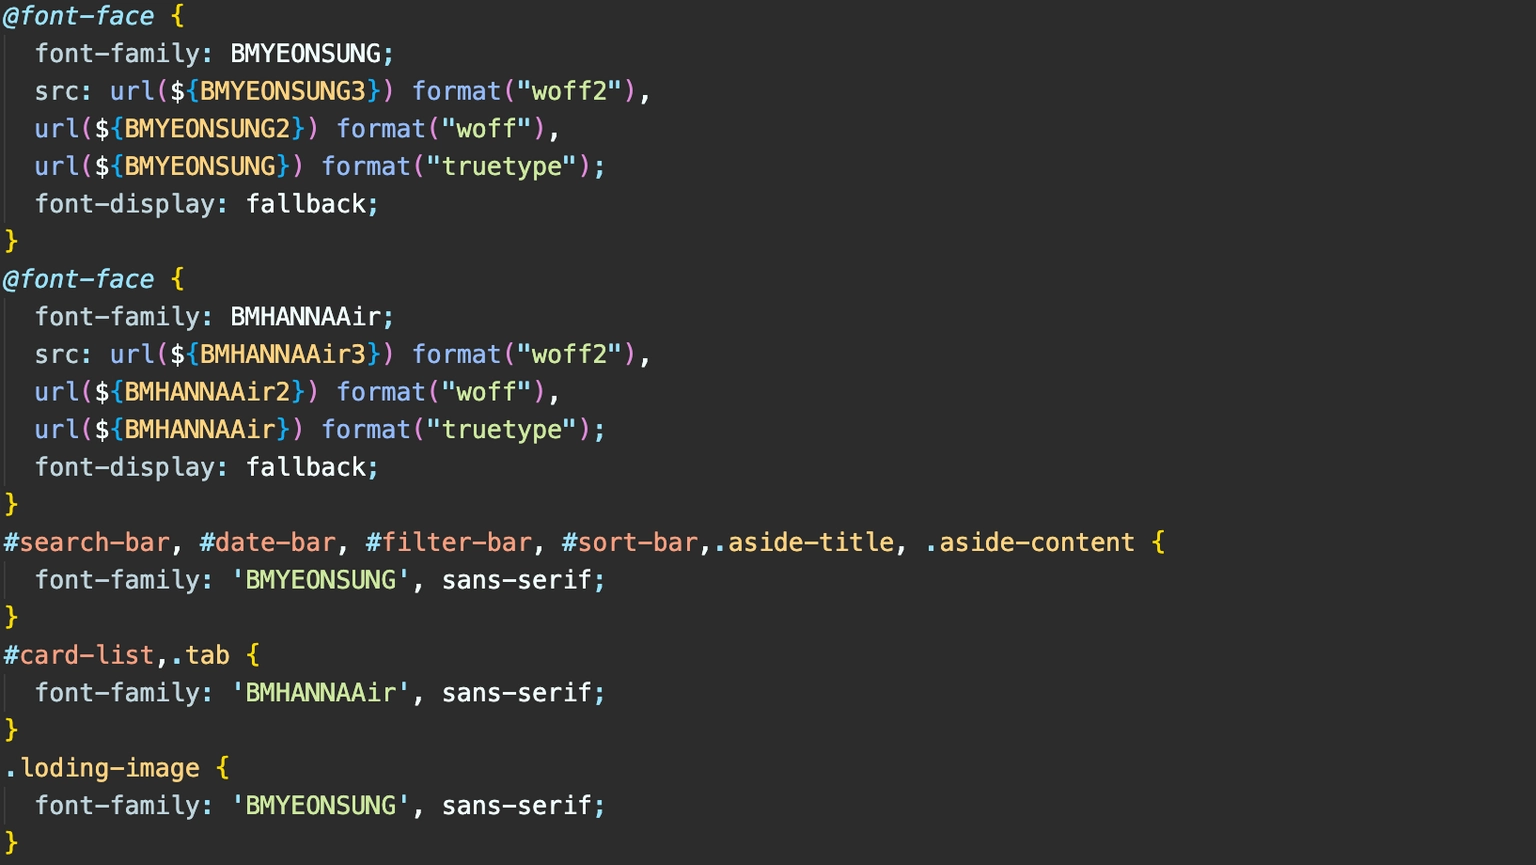 @font-face {
font-family: BMYEONSUNG;
src: url(${BMYEONSUNG3}) format("woff2"),
url(${BMYEONSUNG2}) format("woff"),
url(${BMYEONSUNG}) format("truetype");
font-display: fallback;
}
@font-face {
font-family: BMHANNAAir;
src: url(${BMHANNAAir3}) format("woff2"),
url(${BMHANNAAir2}) format("woff"),
url(${BMHANNAAir}) format("truetype");
font-display: fallback;
}
#search-bar, #date-bar, #filter-bar, #sort-bar,.aside-title, .aside-content {
font-family: 'BMYEONSUNG', sans-serif;
}
#card-list,.tab {
font-family: 'BMHANNAAir', sans-serif;
}
.loding-image {
font-family: 'BMYEONSUNG', sans-serif;
}